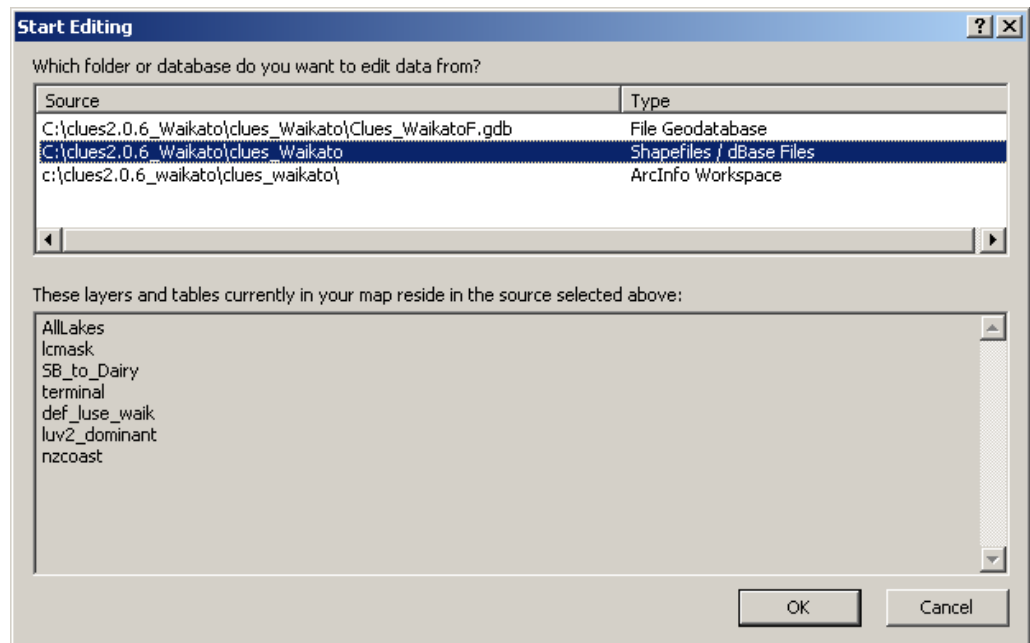 Start Editing
Which folder or database do you want to edit data from?
Source Type
C:\clues2.0.6_Waikato\clues_Waikato\Clues_WaikatoF.gdb File Geodatabase
C:\clues2.0.6_Waikato\clues_Waikato Shapefiles / dBase Files
c:\clues2.0.6_waikato\clues_waikato\ ArcInfo Workspace
These layers and tables currently in your map reside in the source selected above:
AllLakes
lcmask
SB_to_Dairy
terminal
def_luse_waik
luv2_dominant
nzcoast
OK Cancel